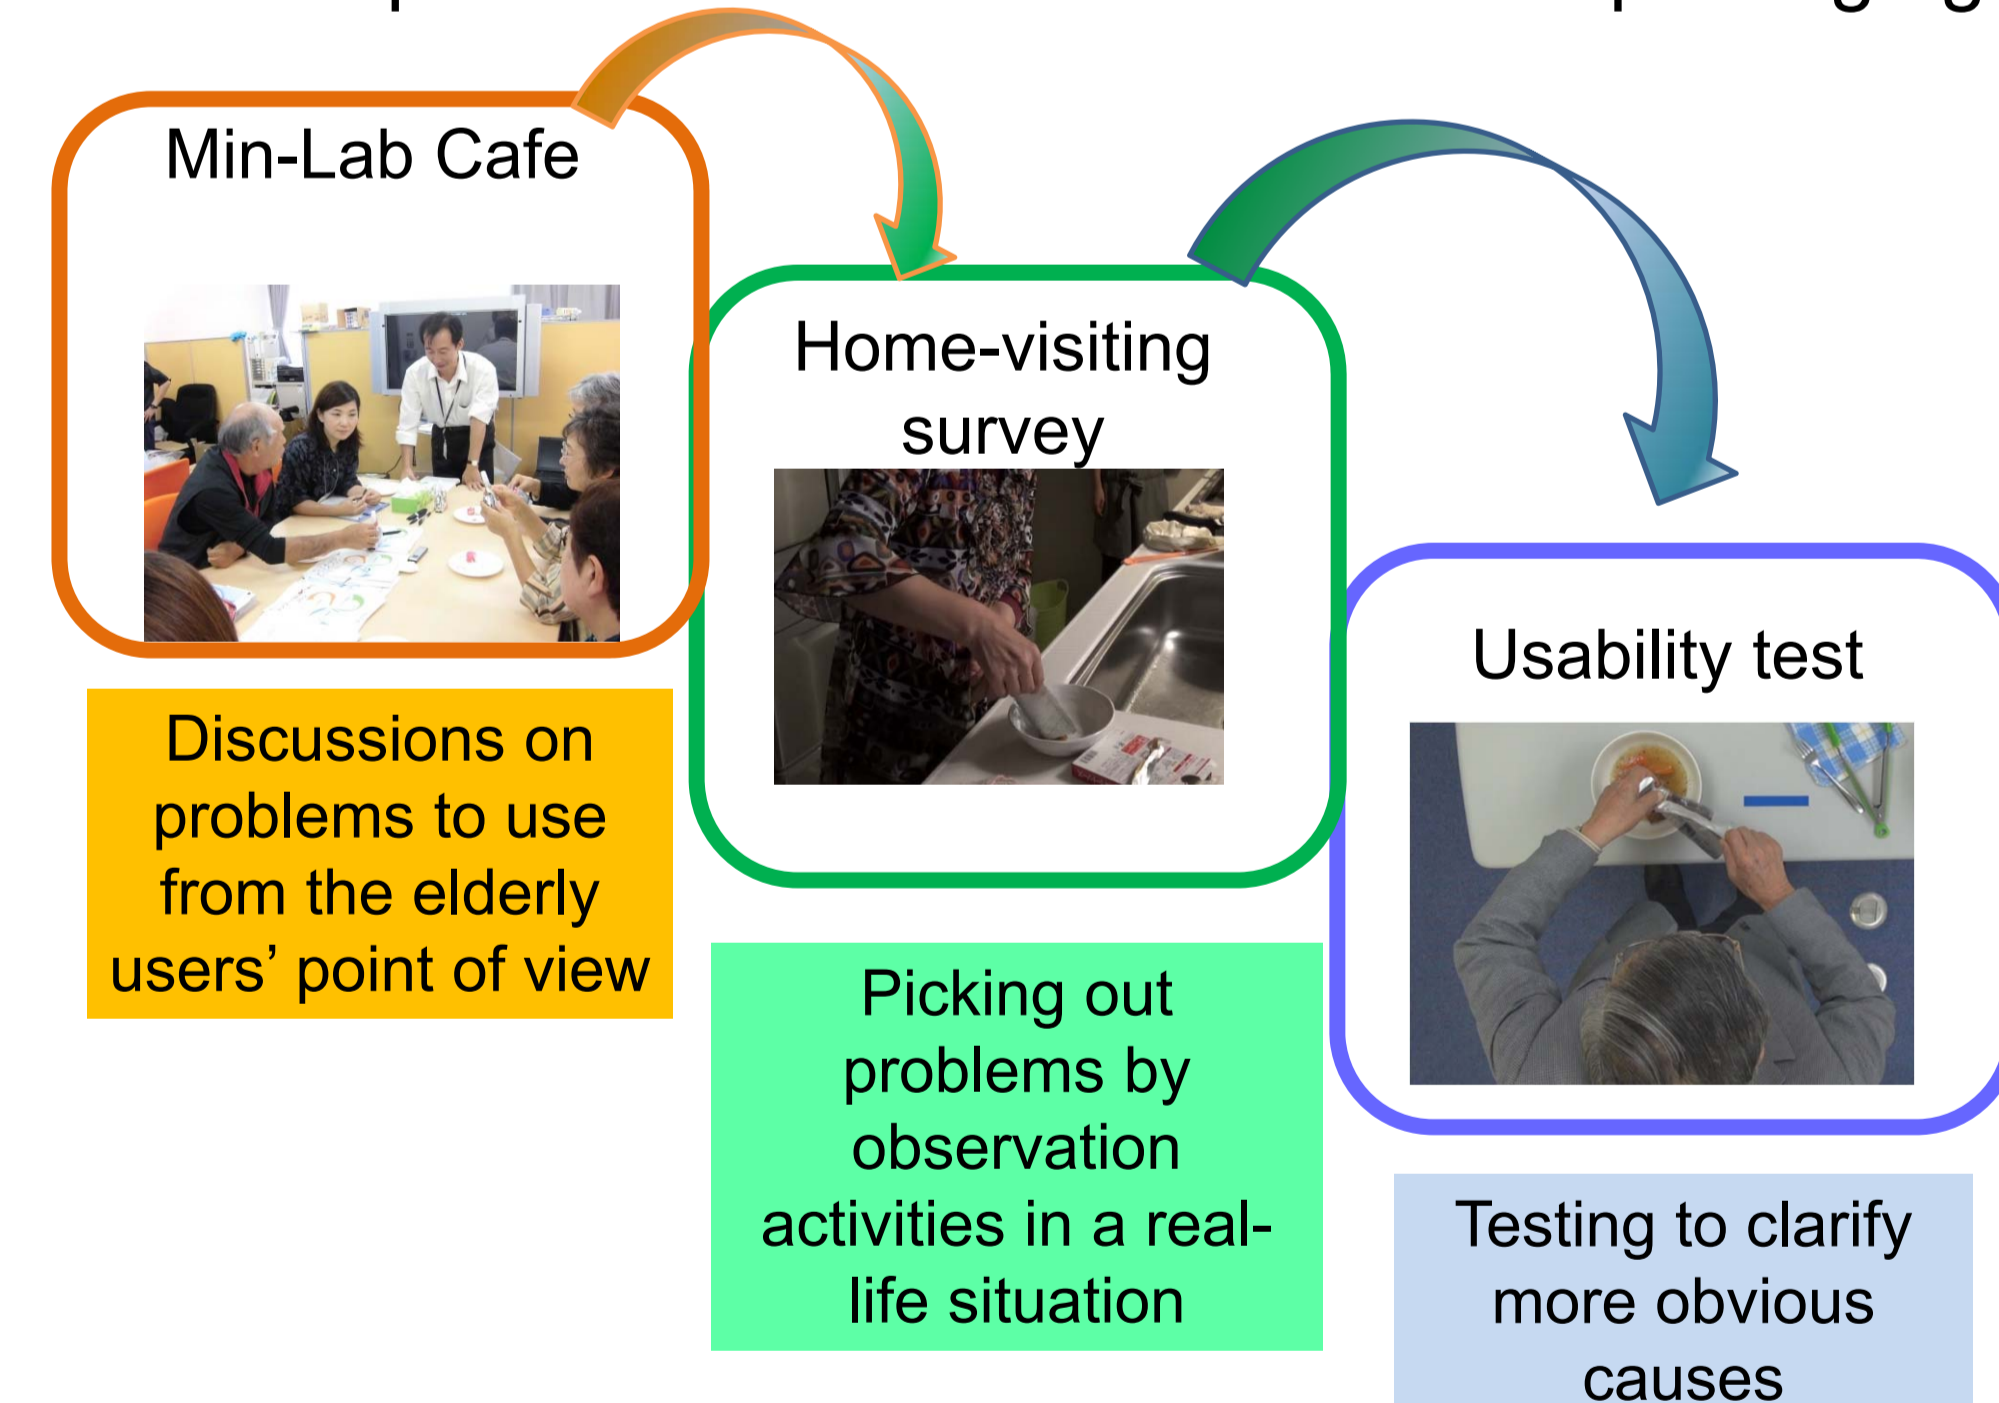 Min-Lab Cafe
Home-visiting
survey
Usability test
Discussions on
problems to use
from the elderly
users’ point of view
Picking out
problems by
observation
activities in a real-
life situation
Testing to clarify
more obvious
causes